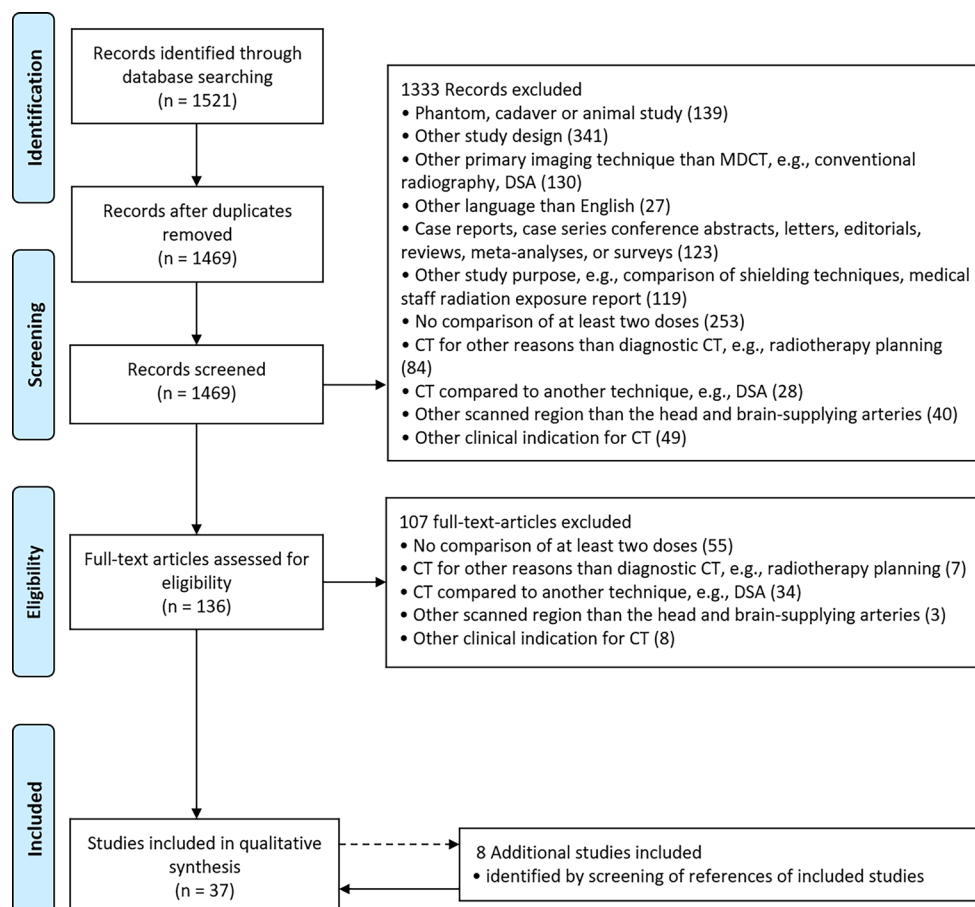 Identification
Records identified through
database searching
(n = 1521)
Records after duplicates
removed
(n = 1469)
Screening
Records screened
(n = 1469)
1333 Records excluded
• Phantom, cadaver or animal study (139)
• Other study design (341)
• Other primary imaging technique than MDCT, e.g., conventional
radiography, DSA (130)
• Other language than English (27)
• Case reports, case series conference abstracts, letters, editorials,
reviews, meta-analyses, or surveys (123)
• Other study purpose, e.g., comparison of shielding techniques, medical
staff radiation exposure report (119)
• No comparison of at least two doses (253)
• CT for other reasons than diagnostic CT, e.g., radiotherapy planning
(84)
• CT compared to another technique, e.g., DSA (28)
• Other scanned region than the head and brain-supplying arteries (40)
• Other clinical indication for CT (49)
Eligibility
Full-text articles assessed for
eligibility
(n = 136)
107 full-text-articles excluded
• No comparison of at least two doses (55)
• CT for other reasons than diagnostic CT, e.g., radiotherapy planning (7)
• CT compared to another technique, e.g., DSA (34)
• Other scanned region than the head and brain-supplying arteries (3)
• Other clinical indication for CT (8)
Included
Studies included in qualitative
synthesis
(n = 37)
8 Additional studies included
• identified by screening of references of included studies